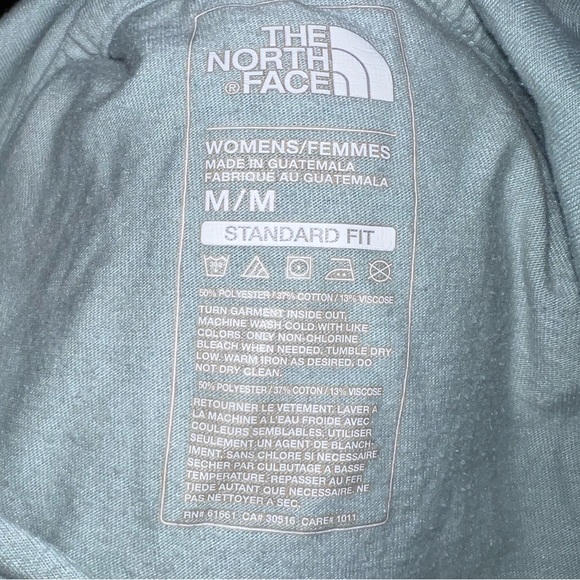 THE
NORTH
FACE
®
WOMENS/FEMMES
MADE IN GUATEMALA
FABRIQUE AU GUATEMALA
M/M
STANDARD FIT
50% POLYESTER / 37% COTTON / 13% VISCOSE
TURN GARMENT INSIDE OUT,
MACHINE WASH COLD WITH LIKE
COLORS. ONLY NON-CHLORINE
BLEACH WHEN NEEDED. TUMBLE DRY
LOW. WARM IRON AS DESIRED. DO
NOT DRY CLEAN.
50% POLYESTER / 37% COTTON / 13% VISCOSE
RETOURNER LE VETEMENT. LAVER A
LA MACHINE A L'EAU FROIDE AVEC
COULEURS SEMBLABLES, UTILISER
SEULEMENT UN AGENT DE BLANCH-
IMENT, SANS CHLORE SI NECESSAIRE
SECHER PAR CULBUTAGE A BASSE
TEMPERATURE. REPASSER AU FER
TIEDE AUTANT QUE NECESSAIRE. NE
PAS NETTOYER A SEC.
RN# 61661 CA# 30516 CARE# 1011